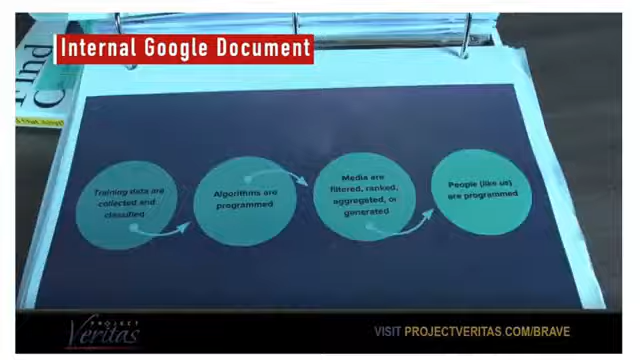 Internal Google Document
Training data are
collected and
classified
Algorithms are
programmed
Media are
filtered, ranked,
aggregated, or
generated
People (like us)
are programmed
PROJECT
Veritas
VISIT PROJECTVERITAS.COM/BRAVE